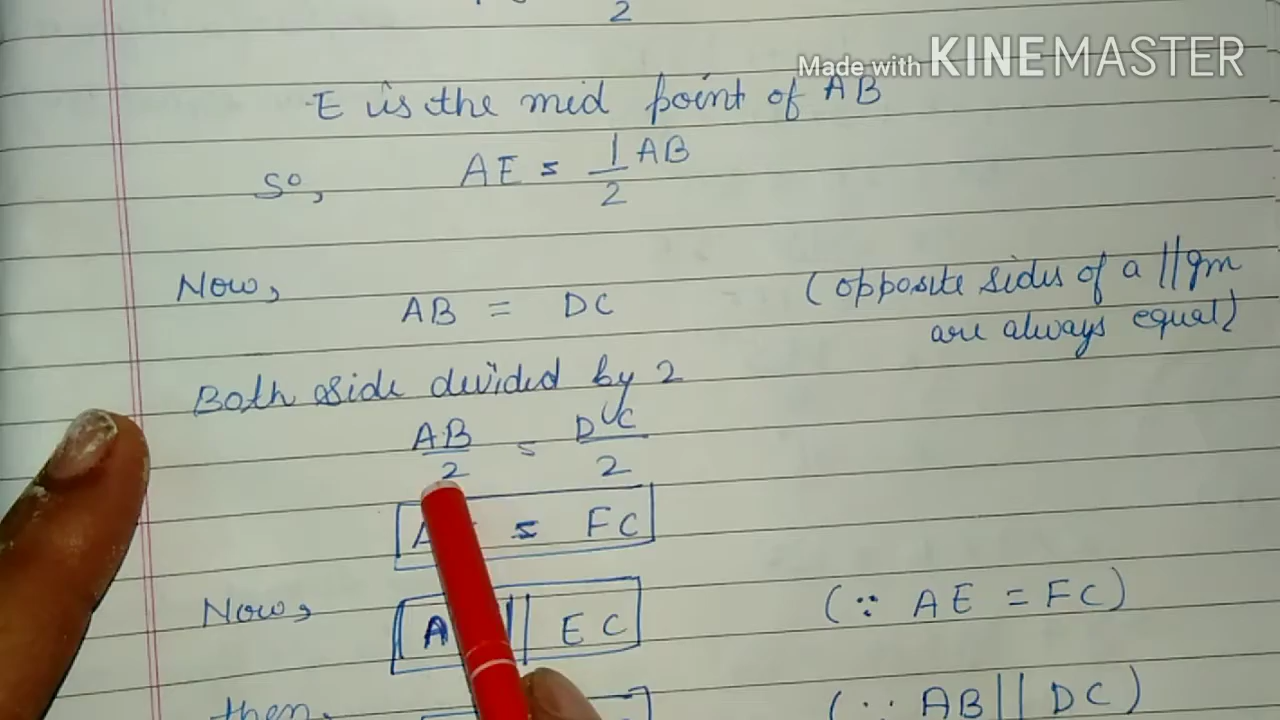 2
Made with KINEMASTER
E is the mid point of AB
So, AE = 1/2 AB
Now, AB = DC (opposite sides of a ||gm
are always equal)
Both side divided by 2
AB/2 = DC/2
A = FC
Now, A || EC (∵ AE = FC)
then, (∵ AB || DC)